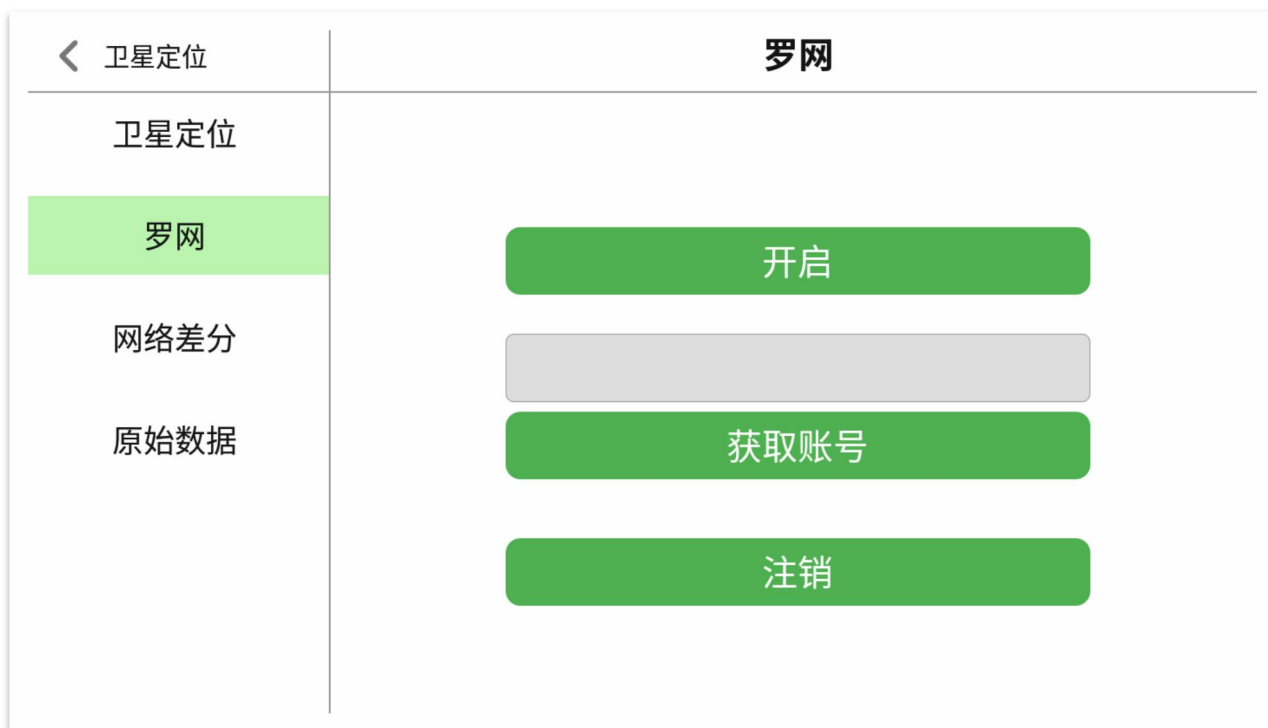 卫星定位
罗网
卫星定位
罗网
网络差分
原始数据
开启
获取账号
注销